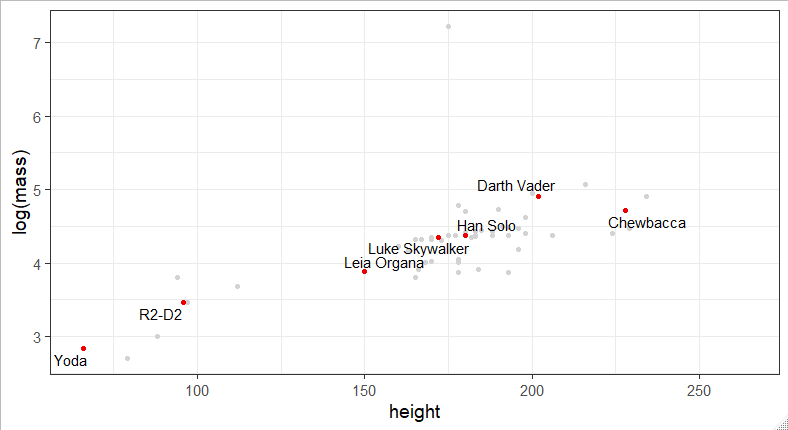 7
6
5
4
3
log(mass)
Darth Vader
Chewbacca
Han Solo
Luke Skywalker
Leia Organa
R2-D2
Yoda
100
150
200
250
height